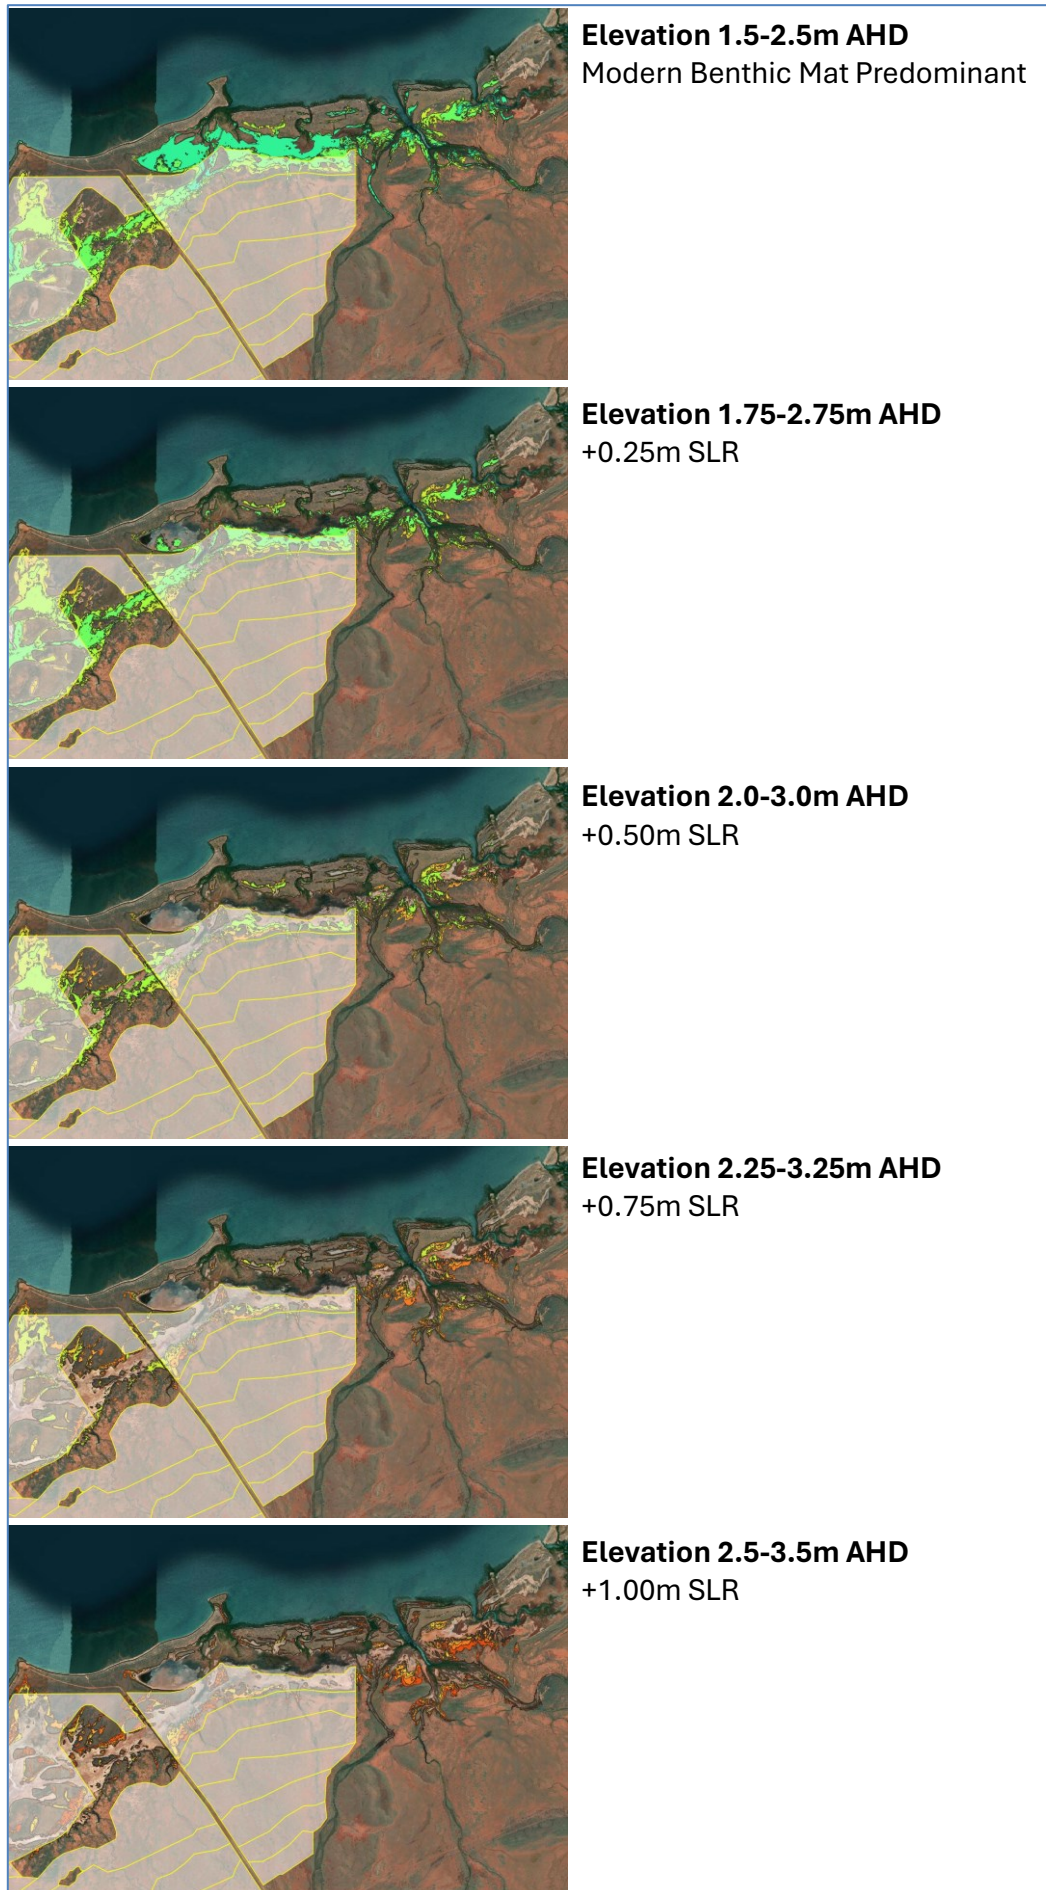 Elevation 1.5-2.5m AHD
Modern Benthic Mat Predominant
Elevation 1.75-2.75m AHD
+0.25m SLR
Elevation 2.0-3.0m AHD
+0.50m SLR
Elevation 2.25-3.25m AHD
+0.75m SLR
Elevation 2.5-3.5m AHD
+1.00m SLR